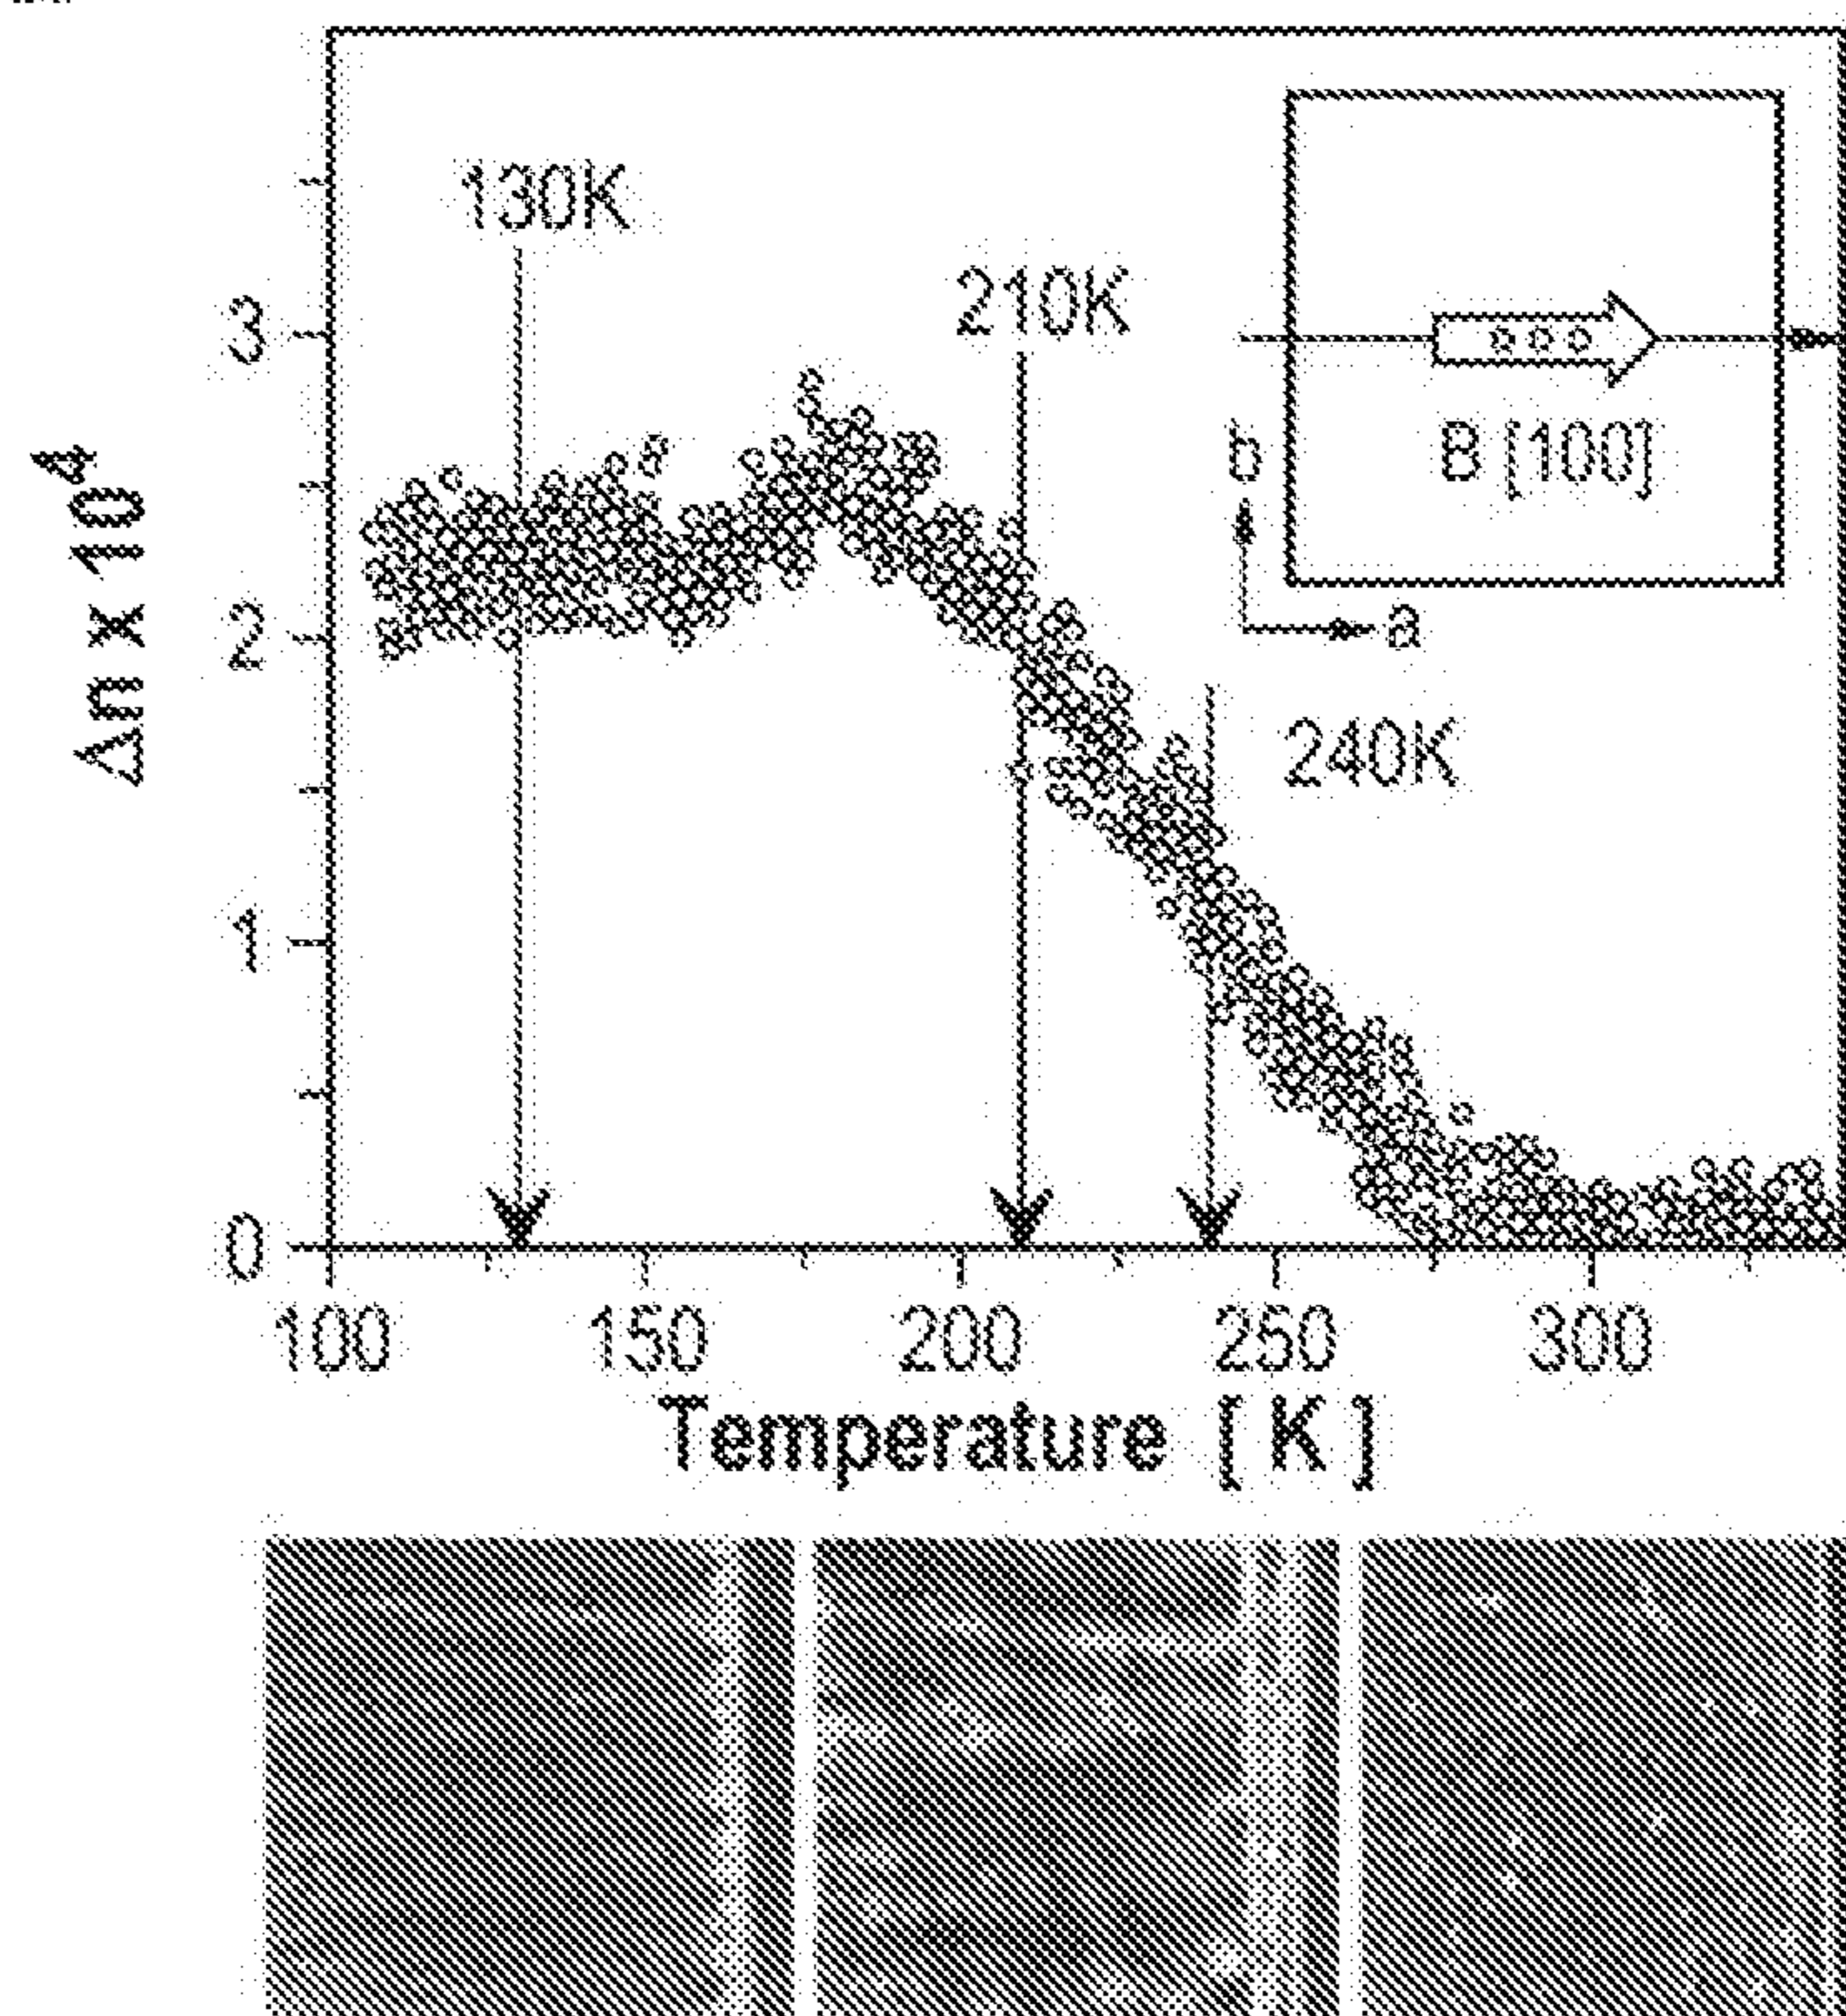 130K
210K
3
b
B [100]
a
Δn x 10⁴
2
240K
1
0
100 150 200 250 300
Temperature [ K ]